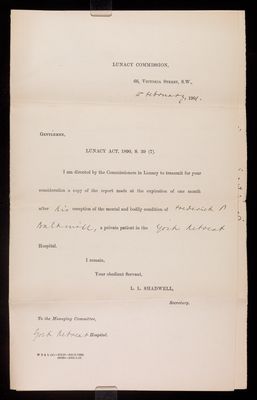 LUNACY COMMISSION,
66, VICTORIA STREET, S.W.,
February, 190
GENTLEMEN,
LUNACY ACT, 1890, S. 39 (7).
I am directed by the Commissioners in Lunacy to transmit for your
consideration a copy of the report made at the expiration of one month
after his reception of the mental and bodily condition of Frederick
, a private patient in the York Retreat
Hospital.
I remain,
Your obedient Servant,
L. L. SHADWELL,
Secretary.
To the Managing Committee,
York Retreat Hospital.